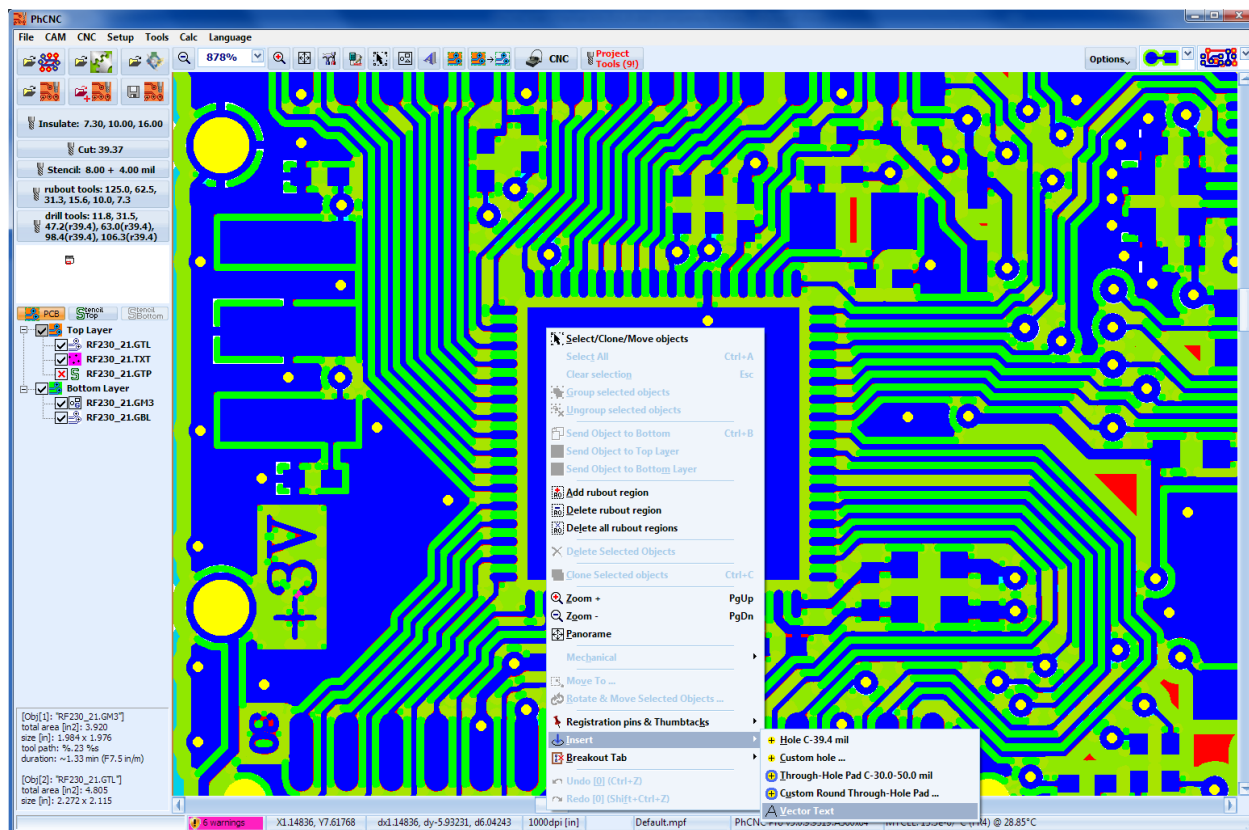 PhCNC
File CAM CNC Setup Tools Calc Language
878%
CNC
Project
Tools (9!)
Options
Insulate: 7.30, 10.00, 16.00
Cut: 39.37
Stencil: 8.00 + 4.00 mil
rubout tools: 125.0, 62.5,
31.3, 15.6, 10.0, 7.3
drill tools: 11.8, 31.5,
47.2(r39.4), 63.0(r39.4),
98.4(r39.4), 106.3(r39.4)
PCB
Stencil
Top
Stencil
Bottom
Top Layer
RF230_21.GTL
RF230_21.TXT
RF230_21.GTP
Bottom Layer
RF230_21.GM3
RF230_21.GBL
+3V
Select/Clone/Move objects
Select All Ctrl+A
Clear selection Esc
Group selected objects
Ungroup selected objects
Send Object to Bottom Ctrl+B
Send Object to Top Layer
Send Object to Bottom Layer
Add rubout region
Delete rubout region
Delete all rubout regions
Delete Selected Objects
Clone Selected objects Ctrl+C
Zoom + PgUp
Zoom - PgDn
Panorame
Mechanical
Move To ...
Rotate & Move Selected Objects ...
Registration pins & Thumbtacks
Insert
Breakout Tab
Undo [0] (Ctrl+Z)
Redo [0] (Shift+Ctrl+Z)
Hole C-39.4 mil
Custom hole ...
Through-Hole Pad C-30.0-50.0 mil
Custom Round Through-Hole Pad ...
Vector Text
[Obj[1]: "RF230_21.GM3"]
total area [in2]: 3.920
size [in]: 1.984 x 1.976
tool path: %.23 %s
duration: ~1.33 min (F7.5 in/m)
[Obj[2]: "RF230_21.GTL"]
total area [in2]: 4.805
size [in]: 2.272 x 2.115
6 warnings X1.14836, Y7.61768 dx1.14836, dy-5.93231, d6.04243 1000dpi [in] Default.mpf @ 28.85°C